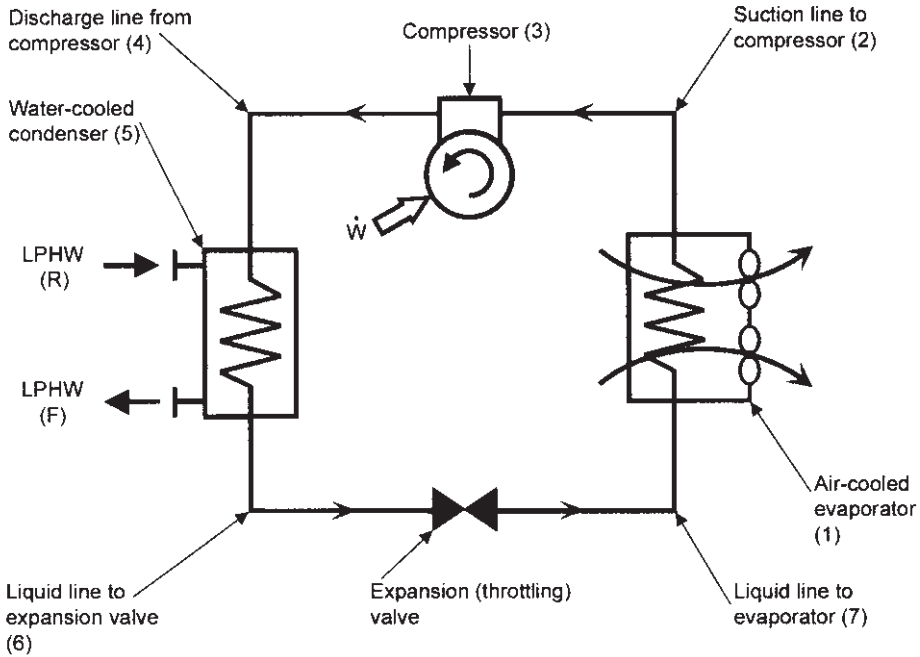 Discharge line from
compressor (4)
Compressor (3)
Suction line to
compressor (2)
Water-cooled
condenser (5)
Ẇ
LPHW
(R)
LPHW
(F)
Air-cooled
evaporator
(1)
Liquid line to
expansion valve
(6)
Expansion (throttling)
valve
Liquid line to
evaporator (7)